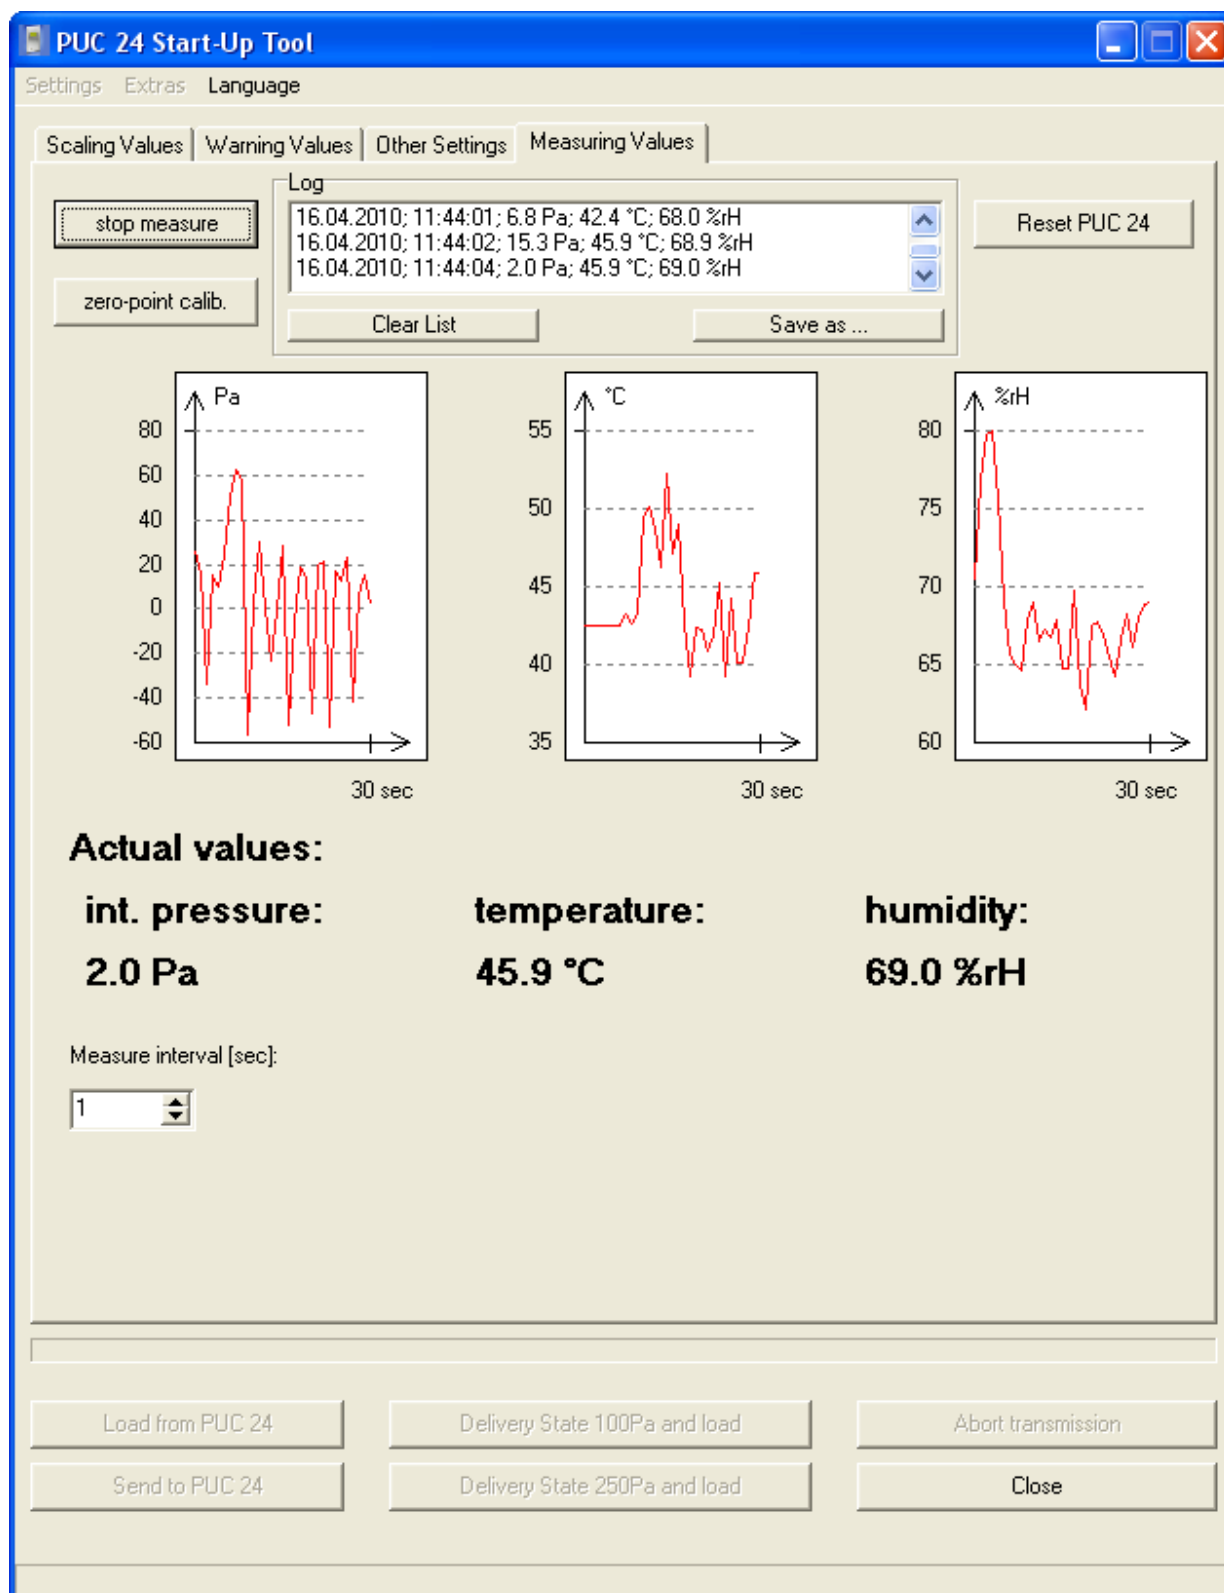 PUC 24 Start-Up Tool
Settings Extras Language
Scaling Values Warning Values Other Settings Measuring Values
Log
stop measure
16.04.2010; 11:44:01; 6.8 Pa; 42.4 °C; 68.0 %rH
16.04.2010; 11:44:02; 15.3 Pa; 45.9 °C; 68.9 %rH
16.04.2010; 11:44:04; 2.0 Pa; 45.9 °C; 69.0 %rH
Reset PUC 24
zero-point calib.
Clear List Save as ...
Pa
80
60
40
20
0
-20
-40
-60
30 sec
°C
55
50
45
40
35
30 sec
%rH
80
75
70
65
60
30 sec
Actual values:
int. pressure: temperature: humidity:
2.0 Pa 45.9 °C 69.0 %rH
Measure interval [sec]:
1
Load from PUC 24 Delivery State 100Pa and load Abort transmission
Send to PUC 24 Delivery State 250Pa and load Close